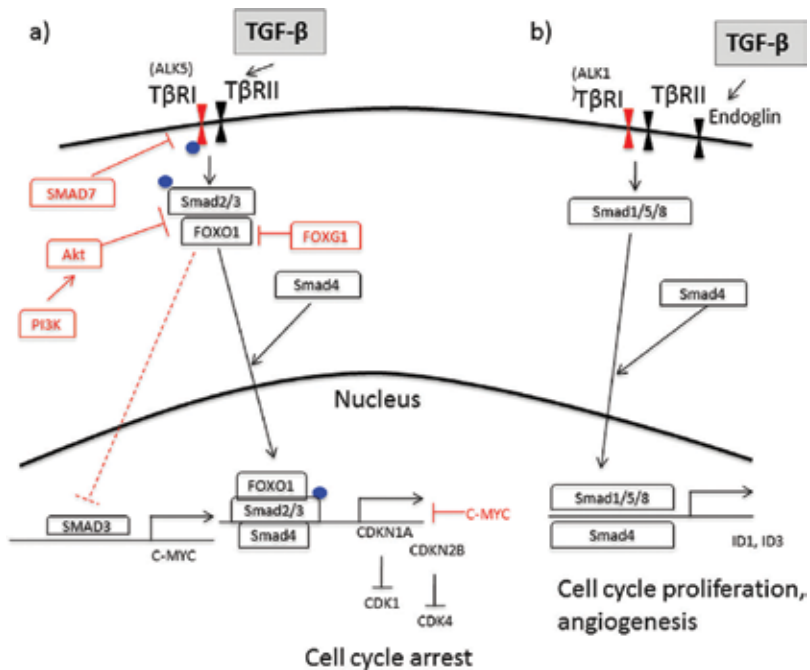 a)
TGF-β
(ALK5)
TβRI
TβRII
SMAD7
Smad2/3
FOXO1
FOXG1
Akt
PI3K
Smad4
Nucleus
FOXO1
Smad2/3
Smad4
SMAD3
C-MYC
CDKN1A
C-MYC
CDKN2B
CDK1
CDK4
Cell cycle arrest
b)
TGF-β
(ALK1
)TβRI
TβRII
Endoglin
Smad1/5/8
Smad4
Smad1/5/8
Smad4
ID1, ID3
Cell cycle proliferation,
angiogenesis